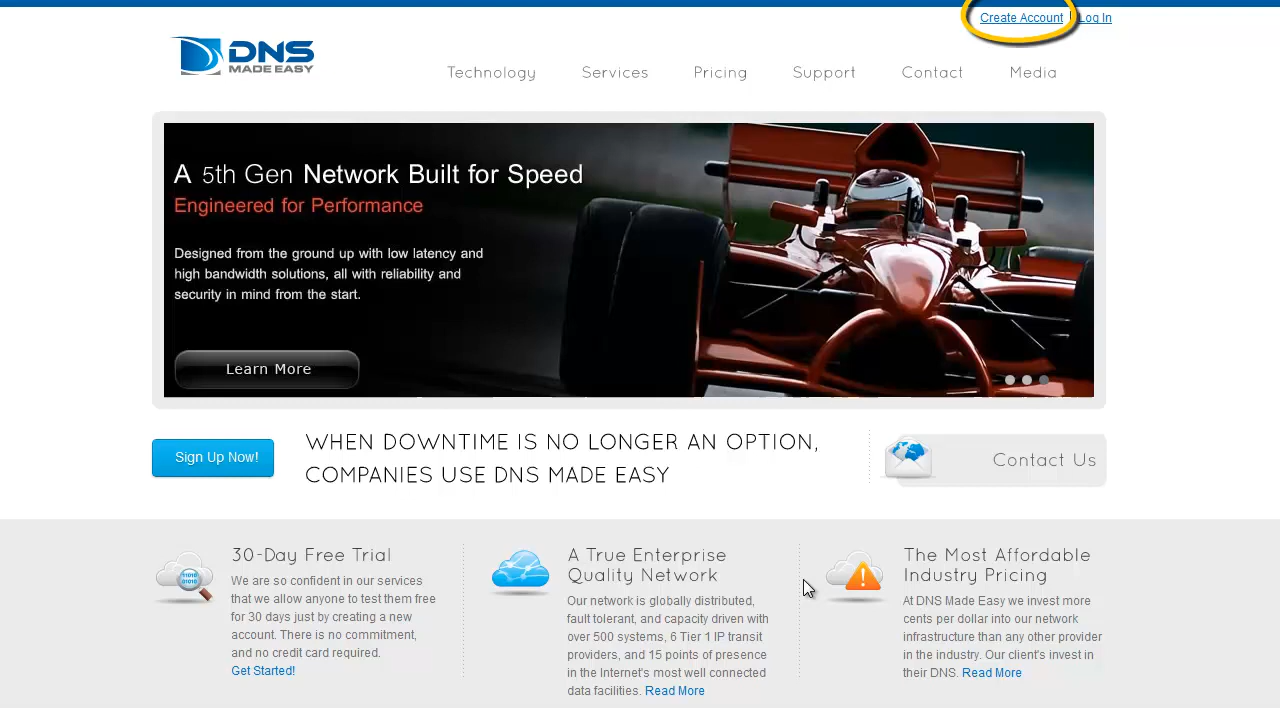 Create Account | Log In
DNS
MADE EASY
Technology Services Pricing Support Contact Media
A 5th Gen Network Built for Speed
Engineered for Performance
Designed from the ground up with low latency and
high bandwidth solutions, all with reliability and
security in mind from the start.
Learn More
Sign Up Now!
WHEN DOWNTIME IS NO LONGER AN OPTION,
COMPANIES USE DNS MADE EASY
Contact Us
30-Day Free Trial
We are so confident in our services
that we allow anyone to test them free
for 30 days just by creating a new
account. There is no commitment,
and no credit card required.
Get Started!
A True Enterprise
Quality Network
Our network is globally distributed,
fault tolerant, and capacity driven with
over 500 systems, 6 Tier 1 IP transit
providers, and 15 points of presence
in the Internet's most well connected
data facilities. Read More
The Most Affordable
Industry Pricing
At DNS Made Easy we invest more
cents per dollar into our network
infrastructure than any other provider
in the industry. Our client's invest in
their DNS. Read More